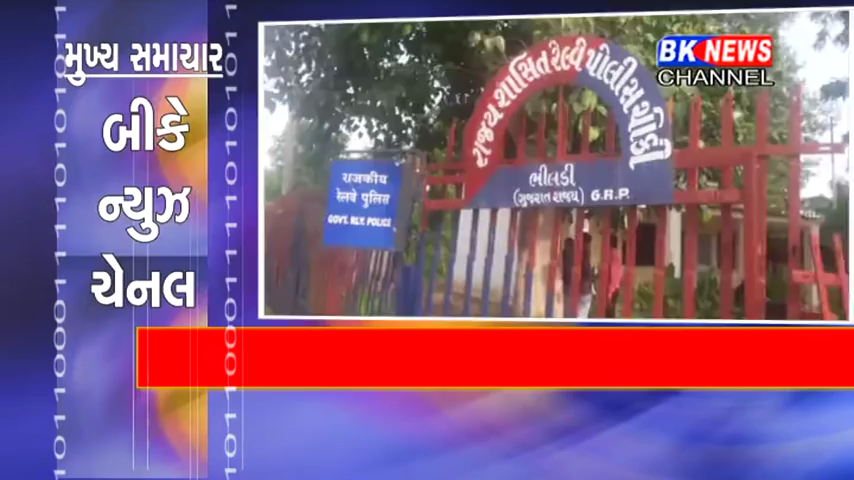 મુખ્ય સમાચાર
બીકે
ન્યુઝ
ચેનલ
BK NEWS
CHANNEL
રાજ્ય શાસિત રેલ્વે પોલીસ ચોકી
ભીલડી
(ગુજરાત રાજ્ય) G.R.P.
राजकीय
रेलवे पुलिस
GOVT. RLY. POLICE